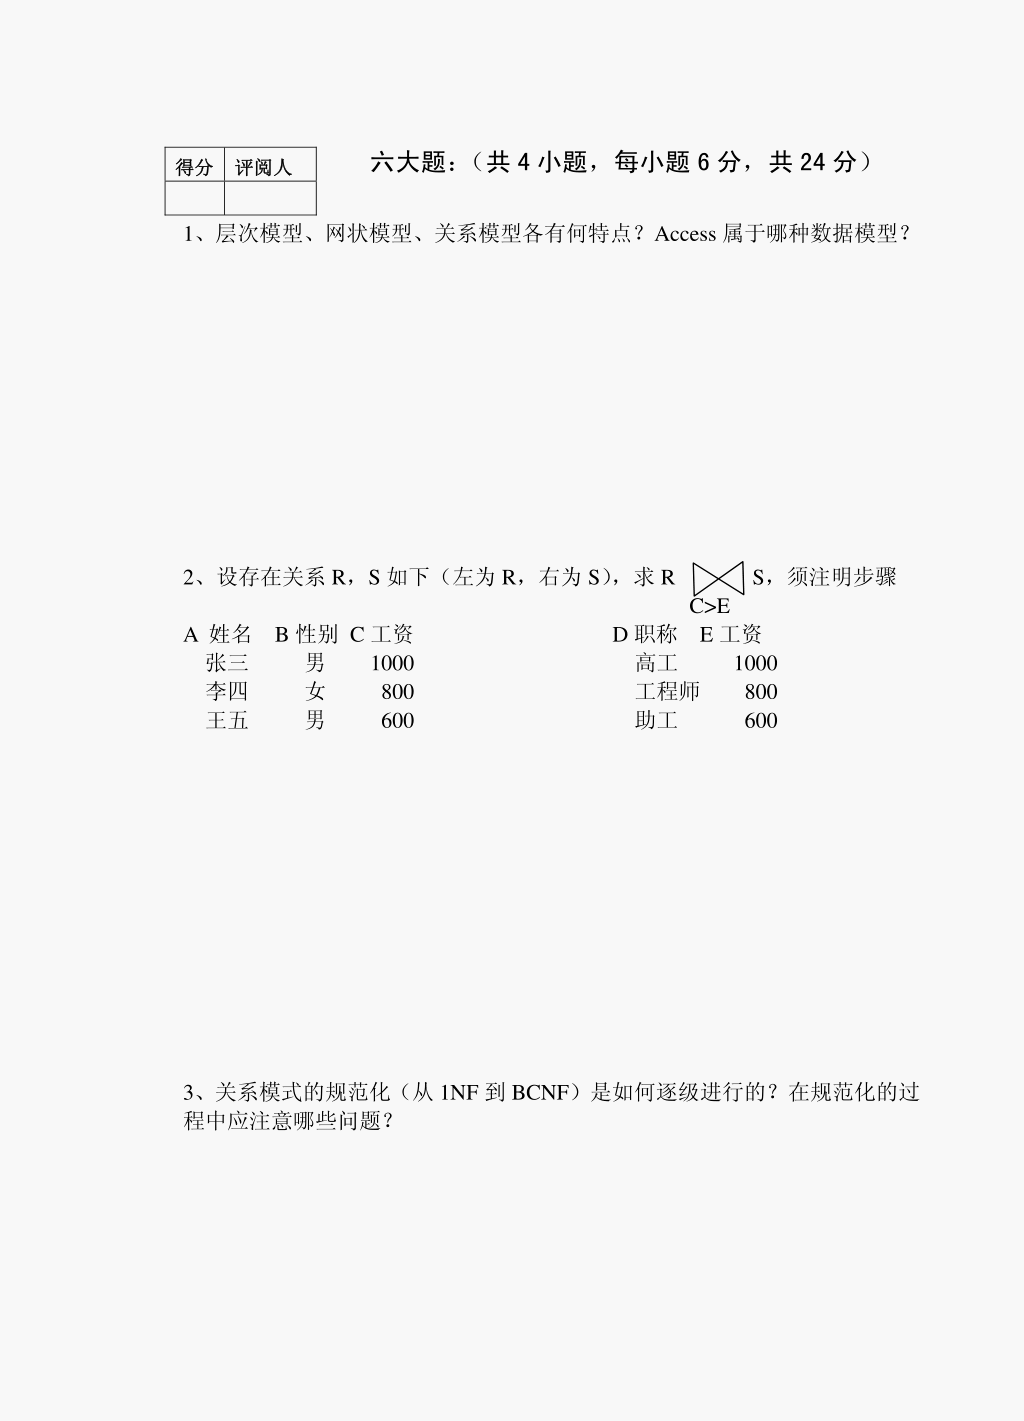 得分 评阅人
六大题：（共 4 小题，每小题 6 分，共 24 分）
1、层次模型、网状模型、关系模型各有何特点？Access 属于哪种数据模型？
2、设存在关系 R，S 如下（左为 R，右为 S），求 R S，须注明步骤
C>E
A 姓名 B 性别 C 工资 D 职称 E 工资
张三 男 1000 高工 1000
李四 女 800 工程师 800
王五 男 600 助工 600
3、关系模式的规范化（从 1NF 到 BCNF）是如何逐级进行的？在规范化的过
程中应注意哪些问题？